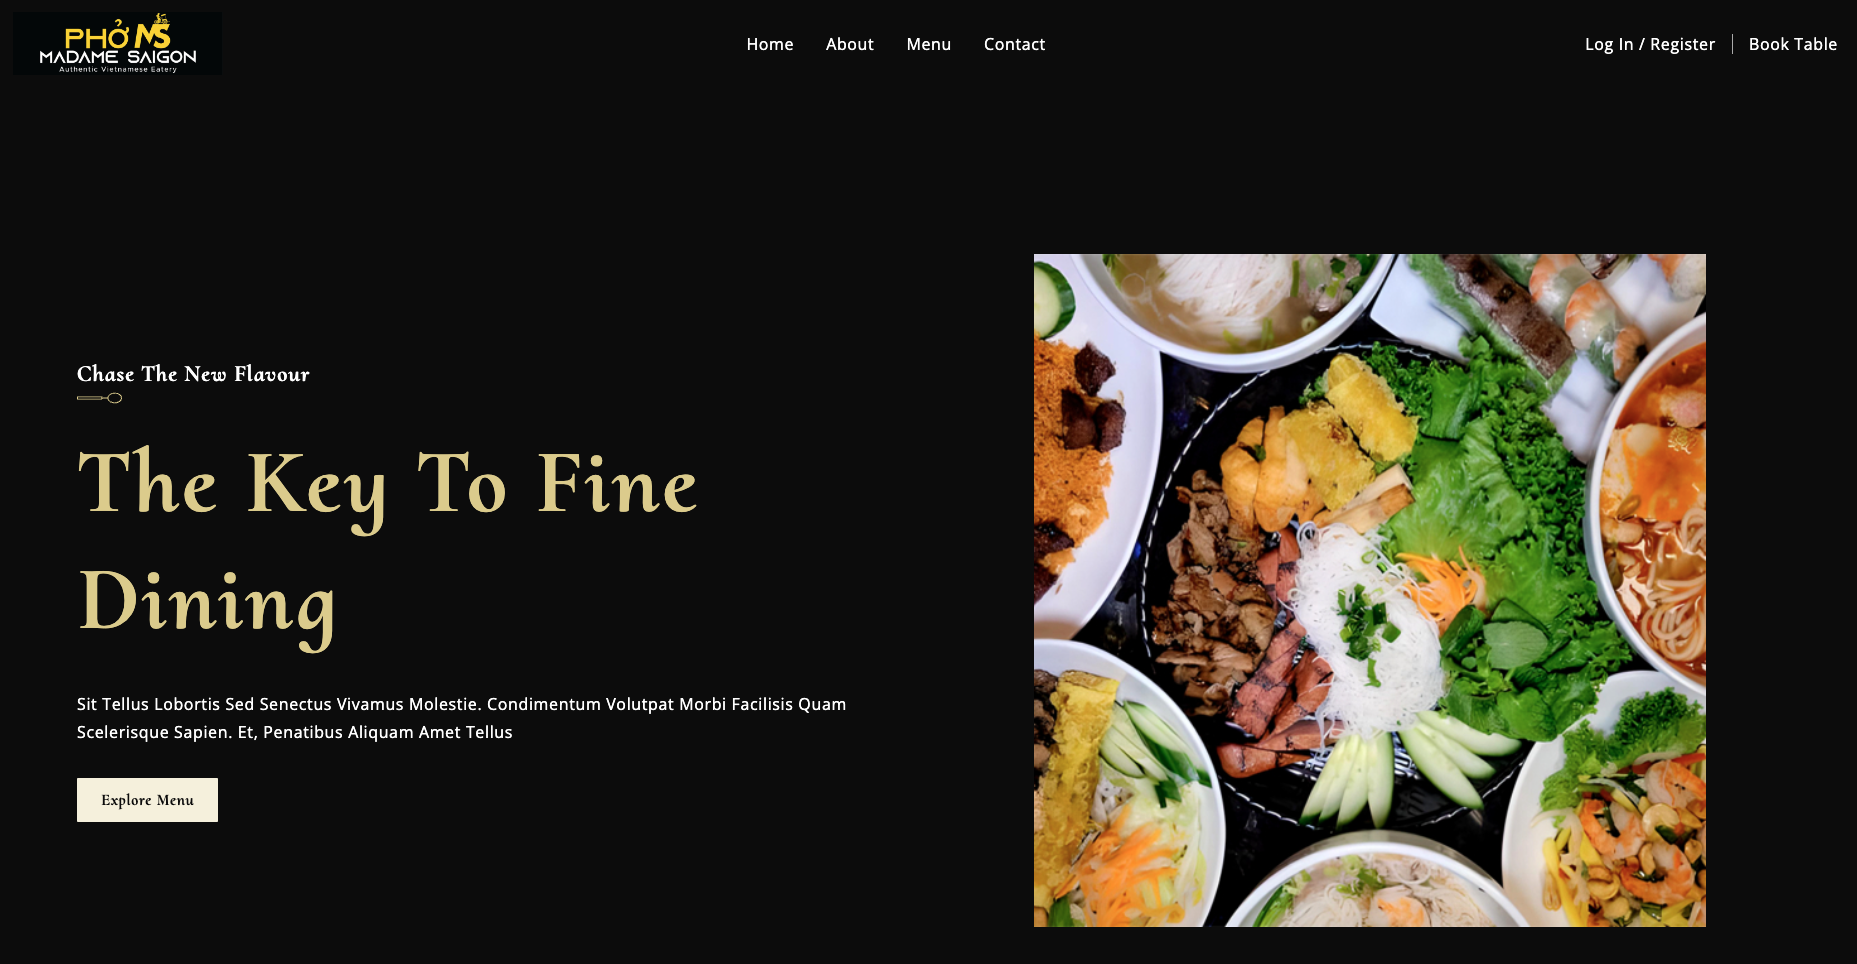 PHỞ MS
MADAME SAIGON
Authentic Vietnamese Eatery
Home About Menu Contact
Log In / Register Book Table
Chase The New Flavour
The Key To Fine
Dining
Sit Tellus Lobortis Sed Senectus Vivamus Molestie. Condimentum Volutpat Morbi Facilisis Quam
Scelerisque Sapien. Et, Penatibus Aliquam Amet Tellus
Explore Menu